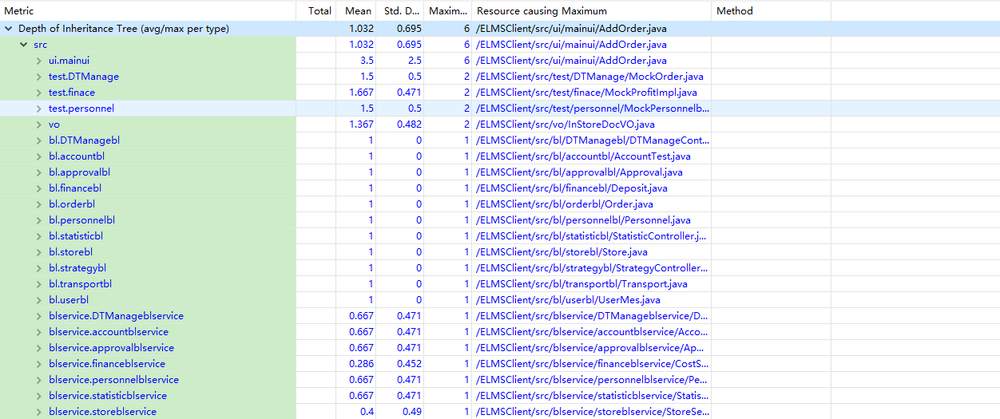 Metric Total Mean Std. D... Maxim... Resource causing Maximum Method
Depth of Inheritance Tree (avg/max per type) 1.032 0.695 6 /ELMSClient/src/ui/mainui/AddOrder.java
src 1.032 0.695 6 /ELMSClient/src/ui/mainui/AddOrder.java
ui.mainui 3.5 2.5 6 /ELMSClient/src/ui/mainui/AddOrder.java
test.DTManage 1.5 0.5 2 /ELMSClient/src/test/DTManage/MockOrder.java
test.finace 1.667 0.471 2 /ELMSClient/src/test/finace/MockProfitImpl.java
test.personnel 1.5 0.5 2 /ELMSClient/src/test/personnel/MockPersonnelb...
vo 1.367 0.482 2 /ELMSClient/src/vo/InStoreDocVO.java
bl.DTManagebl 1 0 1 /ELMSClient/src/bl/DTManagebl/DTManageCont...
bl.accountbl 1 0 1 /ELMSClient/src/bl/accountbl/AccountTest.java
bl.approvalbl 1 0 1 /ELMSClient/src/bl/approvalbl/Approval.java
bl.financebl 1 0 1 /ELMSClient/src/bl/financebl/Deposit.java
bl.orderbl 1 0 1 /ELMSClient/src/bl/orderbl/Order.java
bl.personnelbl 1 0 1 /ELMSClient/src/bl/personnelbl/Personnel.java
bl.statisticbl 1 0 1 /ELMSClient/src/bl/statisticbl/StatisticController.j...
bl.storebl 1 0 1 /ELMSClient/src/bl/storebl/Store.java
bl.strategybl 1 0 1 /ELMSClient/src/bl/strategybl/StrategyController...
bl.transportbl 1 0 1 /ELMSClient/src/bl/transportbl/Transport.java
bl.userbl 1 0 1 /ELMSClient/src/bl/userbl/UserMes.java
blservice.DTManageblservice 0.667 0.471 1 /ELMSClient/src/blservice/DTManageblservice/D...
blservice.accountblservice 0.667 0.471 1 /ELMSClient/src/blservice/accountblservice/Acco...
blservice.approvalblservice 0.667 0.471 1 /ELMSClient/src/blservice/approvalblservice/Ap...
blservice.financeblservice 0.286 0.452 1 /ELMSClient/src/blservice/financeblservice/CostS...
blservice.personnelblservice 0.667 0.471 1 /ELMSClient/src/blservice/personnelblservice/Pe...
blservice.statisticblservice 0.667 0.471 1 /ELMSClient/src/blservice/statisticblservice/Statis...
blservice.storeblservice 0.4 0.49 1 /ELMSClient/src/blservice/storeblservice/StoreSe...